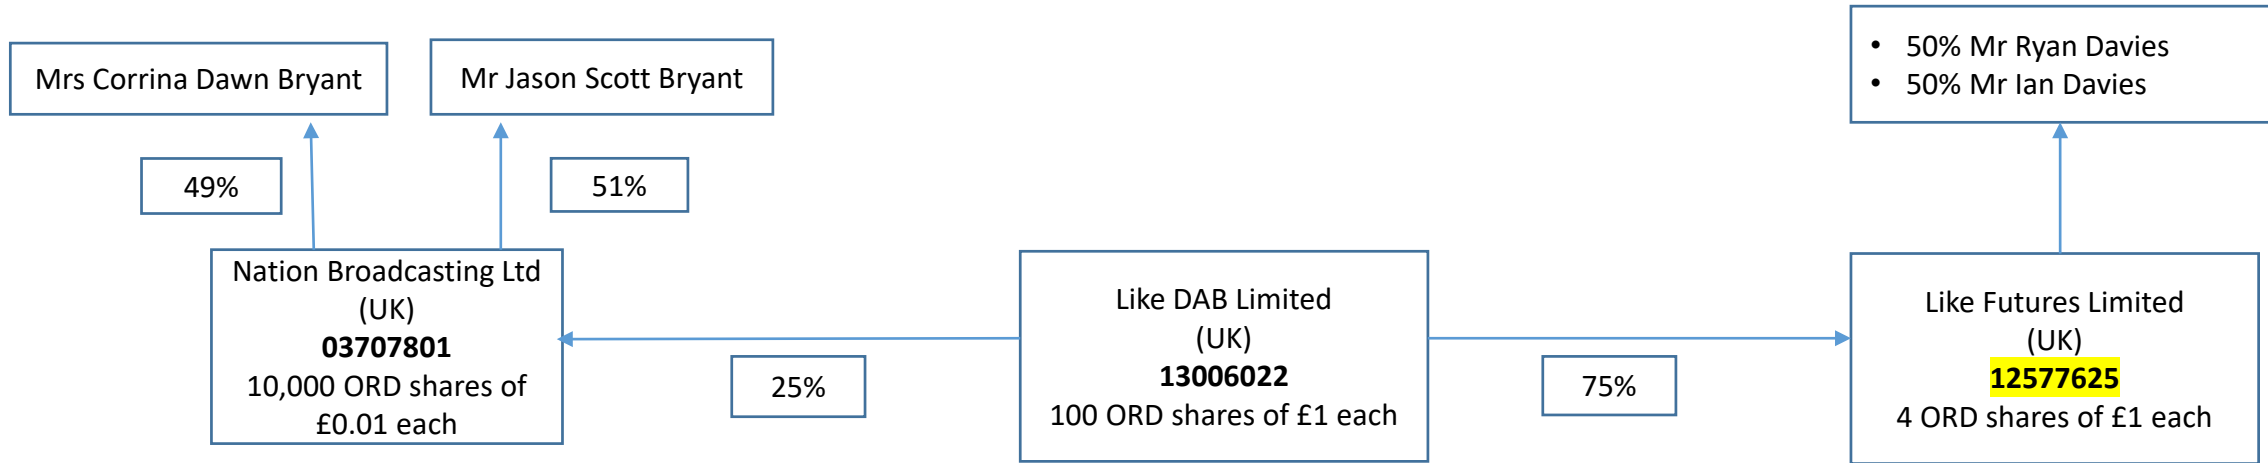 Mrs Corrina Dawn Bryant
Mr Jason Scott Bryant
• 50% Mr Ryan Davies
• 50% Mr Ian Davies
49%
51%
Nation Broadcasting Ltd
(UK)
03707801
10,000 ORD shares of
£0.01 each
25%
Like DAB Limited
(UK)
13006022
100 ORD shares of £1 each
75%
Like Futures Limited
(UK)
12577625
4 ORD shares of £1 each